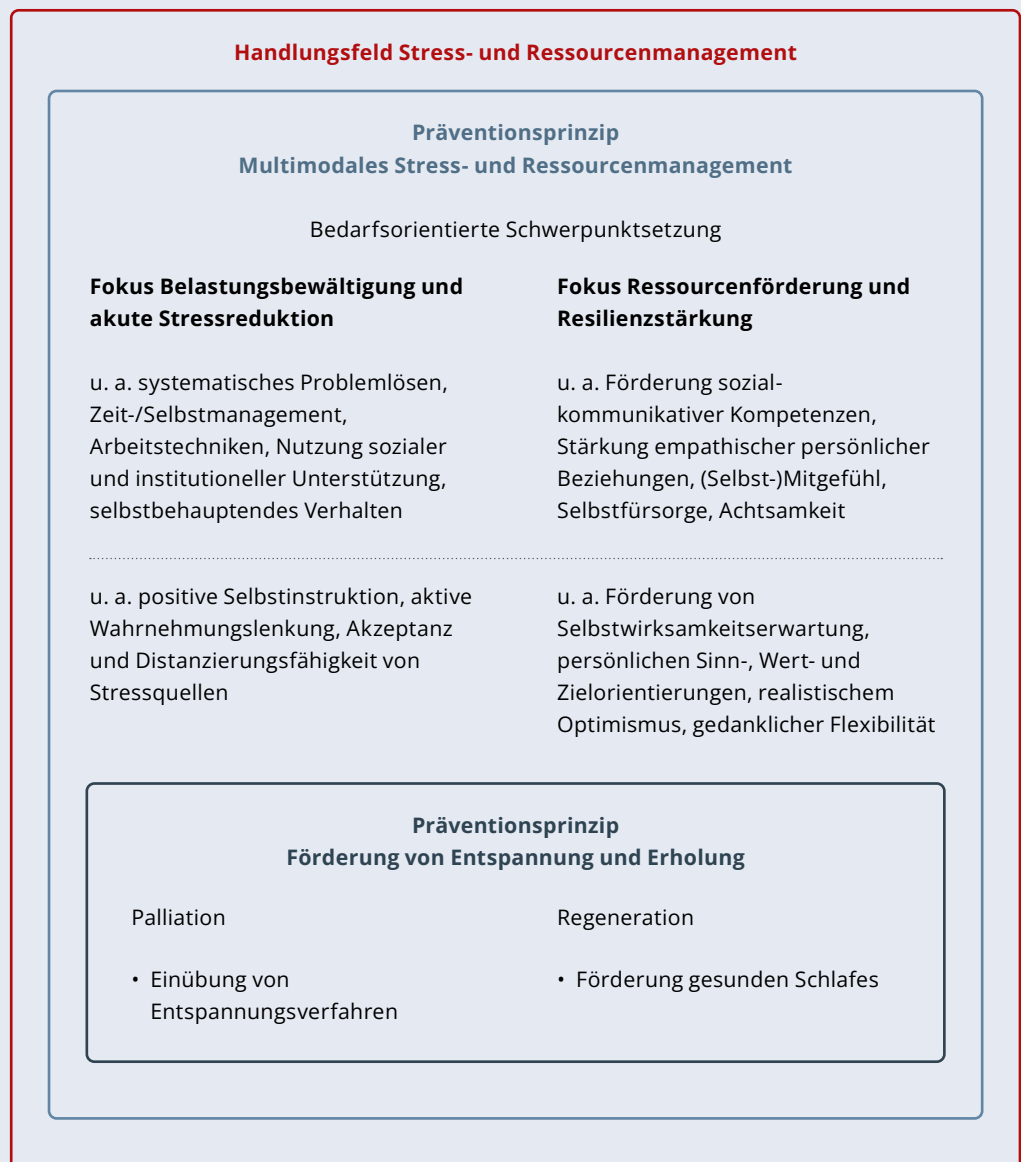 Handlungsfeld Stress- und Ressourcenmanagement
Präventionsprinzip
Multimodales Stress- und Ressourcenmanagement
Bedarfsorientierte Schwerpunktsetzung
Fokus Belastungsbewältigung und
akute Stressreduktion
u. a. systematisches Problemlösen,
Zeit-/Selbstmanagement,
Arbeitstechniken, Nutzung sozialer
und institutioneller Unterstützung,
selbstbehauptendes Verhalten
Fokus Ressourcenförderung und
Resilienzstärkung
u. a. Förderung sozial-
kommunikativer Kompetenzen,
Stärkung empathischer persönlicher
Beziehungen, (Selbst-)Mitgefühl,
Selbstfürsorge, Achtsamkeit
u. a. positive Selbstinstruktion, aktive
Wahrnehmungslenkung, Akzeptanz
und Distanzierungsfähigkeit von
Stressquellen
u. a. Förderung von
Selbstwirksamkeitserwartung,
persönlichen Sinn-, Wert- und
Zielorientierungen, realistischem
Optimismus, gedanklicher Flexibilität
Präventionsprinzip
Förderung von Entspannung und Erholung
Palliation
• Einübung von
Entspannungsverfahren
Regeneration
• Förderung gesunden Schlafes